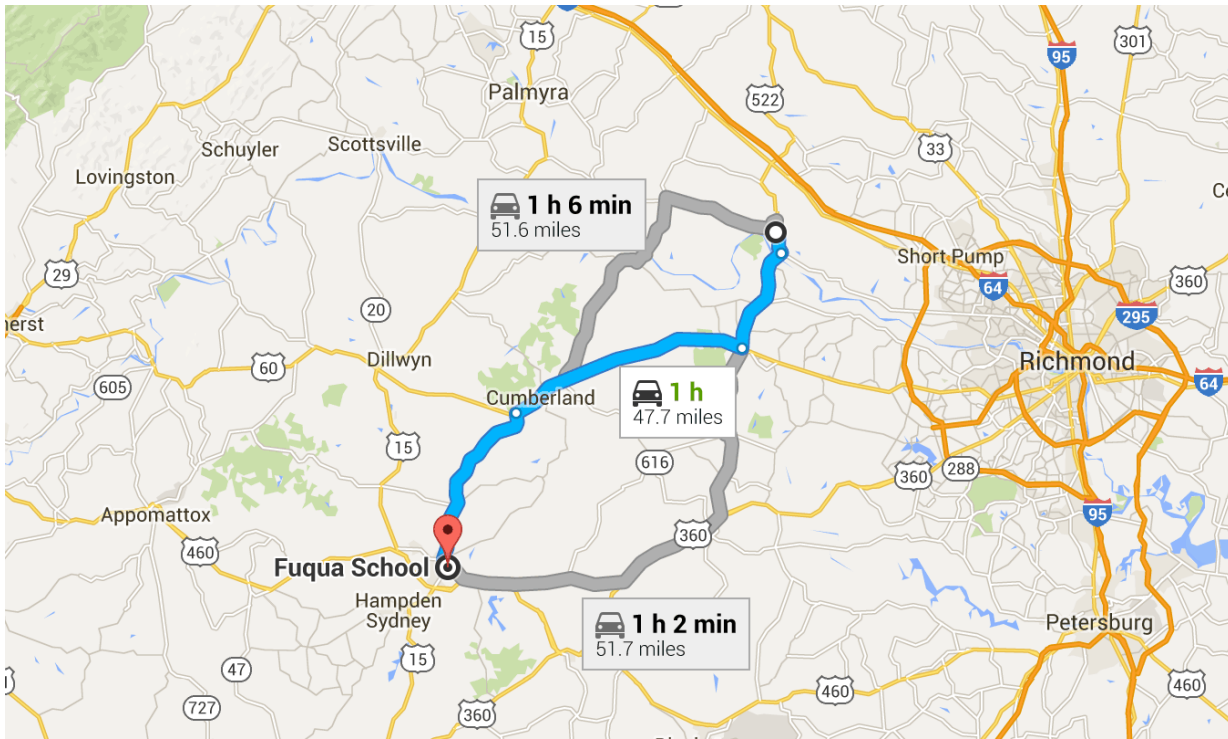 15
Palmyra
522
95
301
33
Scottsville
Schuyler
Lovingston
1 h 6 min
51.6 miles
Short Pump
29
64
360
20
295
Richmond
Dillwyn
60
605
1 h
47.7 miles
64
Cumberland
15
616
360
288
Appomattox
95
460
360
Fuqua School
Hampden
Sydney
1 h 2 min
51.7 miles
Petersburg
15
47
460
460
727
360